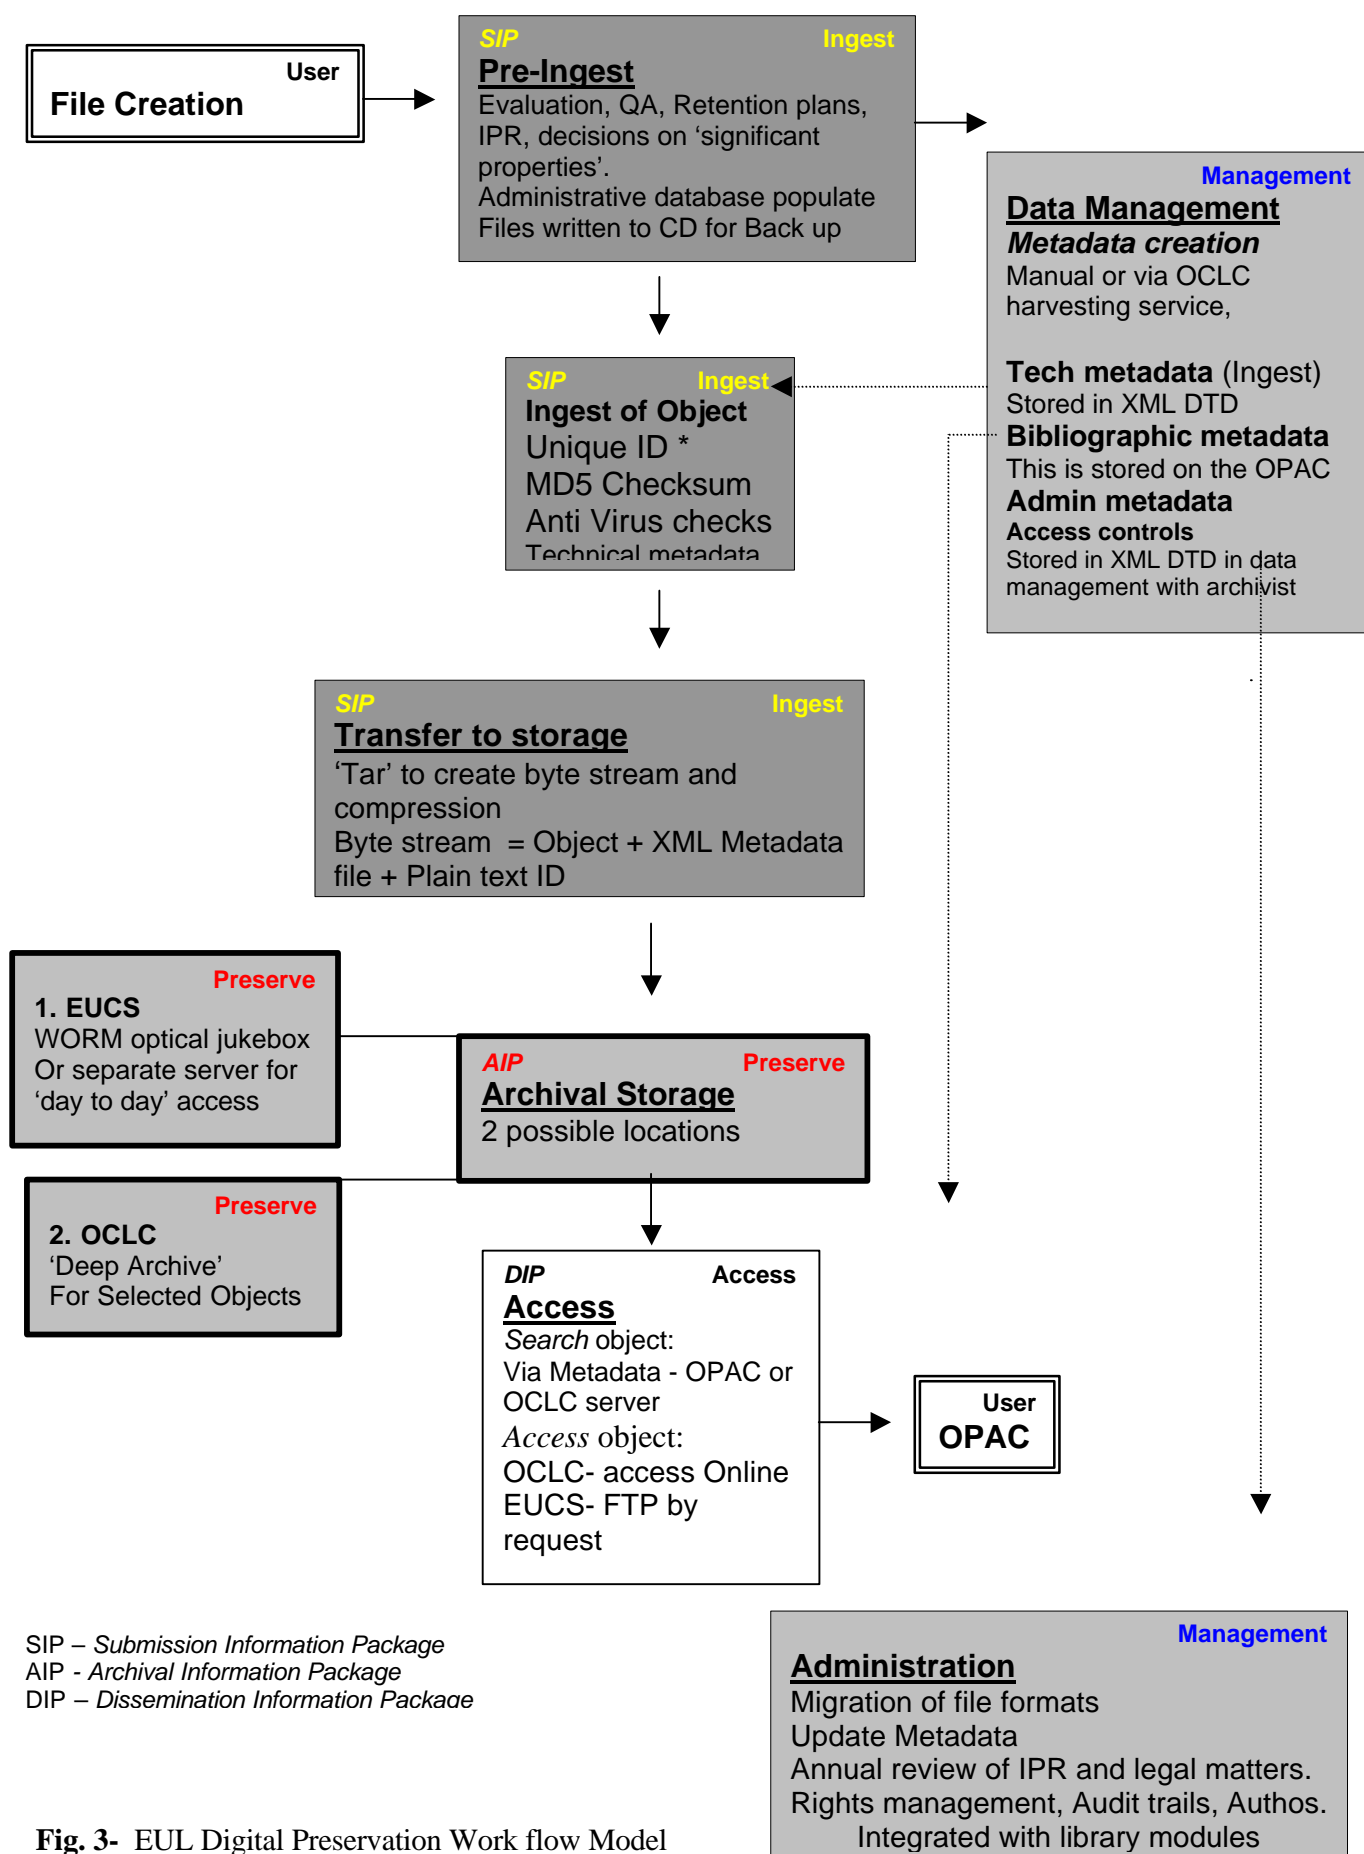 User
File Creation
SIP Ingest
Pre-Ingest
Evaluation, QA, Retention plans,
IPR, decisions on ‘significant
properties’.
Administrative database populate
Files written to CD for Back up
Management
Data Management
Metadata creation
Manual or via OCLC
harvesting service,
Tech metadata (Ingest)
Stored in XML DTD
Bibliographic metadata
This is stored on the OPAC
Admin metadata
Access controls
Stored in XML DTD in data
management with archivist
SIP Ingest
Ingest of Object
Unique ID *
MD5 Checksum
Anti Virus checks
Technical metadata
SIP Ingest
Transfer to storage
‘Tar’ to create byte stream and
compression
Byte stream = Object + XML Metadata
file + Plain text ID
Preserve
1. EUCS
WORM optical jukebox
Or separate server for
‘day to day’ access
AIP Preserve
Archival Storage
2 possible locations
Preserve
2. OCLC
‘Deep Archive’
For Selected Objects
DIP Access
Access
Search object:
Via Metadata - OPAC or
OCLC server
Access object:
OCLC- access Online
EUCS- FTP by
request
User
OPAC
SIP – Submission Information Package
AIP - Archival Information Package
DIP – Dissemination Information Package
Management
Administration
Migration of file formats
Update Metadata
Annual review of IPR and legal matters.
Rights management, Audit trails, Authos.
Integrated with library modules
Fig. 3- EUL Digital Preservation Work flow Model